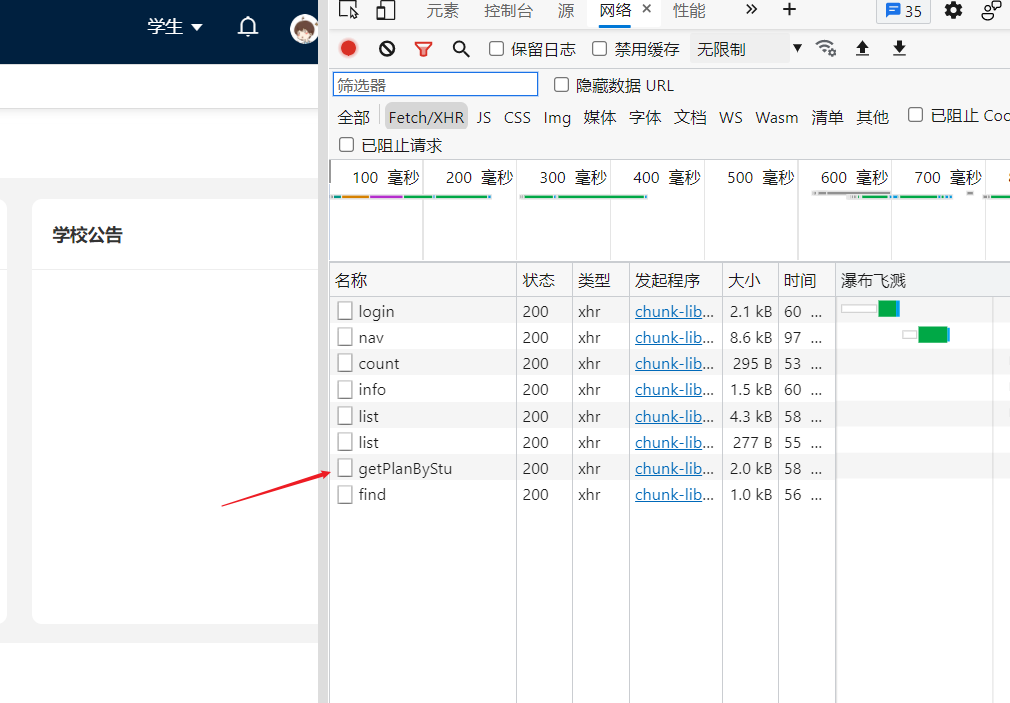 学生
学校公告
元素 控制台 源 网络 × 性能 » + 35
保留日志 禁用缓存 无限制
筛选器 隐藏数据 URL
全部 Fetch/XHR JS CSS Img 媒体 字体 文档 WS Wasm 清单 其他 已阻止 Coo
已阻止请求
100 毫秒 200 毫秒 300 毫秒 400 毫秒 500 毫秒 600 毫秒 700 毫秒
名称 状态 类型 发起程序 大小 时间 瀑布飞溅
login 200 xhr chunk-lib... 2.1 kB 60 ...
nav 200 xhr chunk-lib... 8.6 kB 97 ...
count 200 xhr chunk-lib... 295 B 53 ...
info 200 xhr chunk-lib... 1.5 kB 60 ...
list 200 xhr chunk-lib... 4.3 kB 58 ...
list 200 xhr chunk-lib... 277 B 55 ...
getPlanByStu 200 xhr chunk-lib... 2.0 kB 58 ...
find 200 xhr chunk-lib... 1.0 kB 56 ...